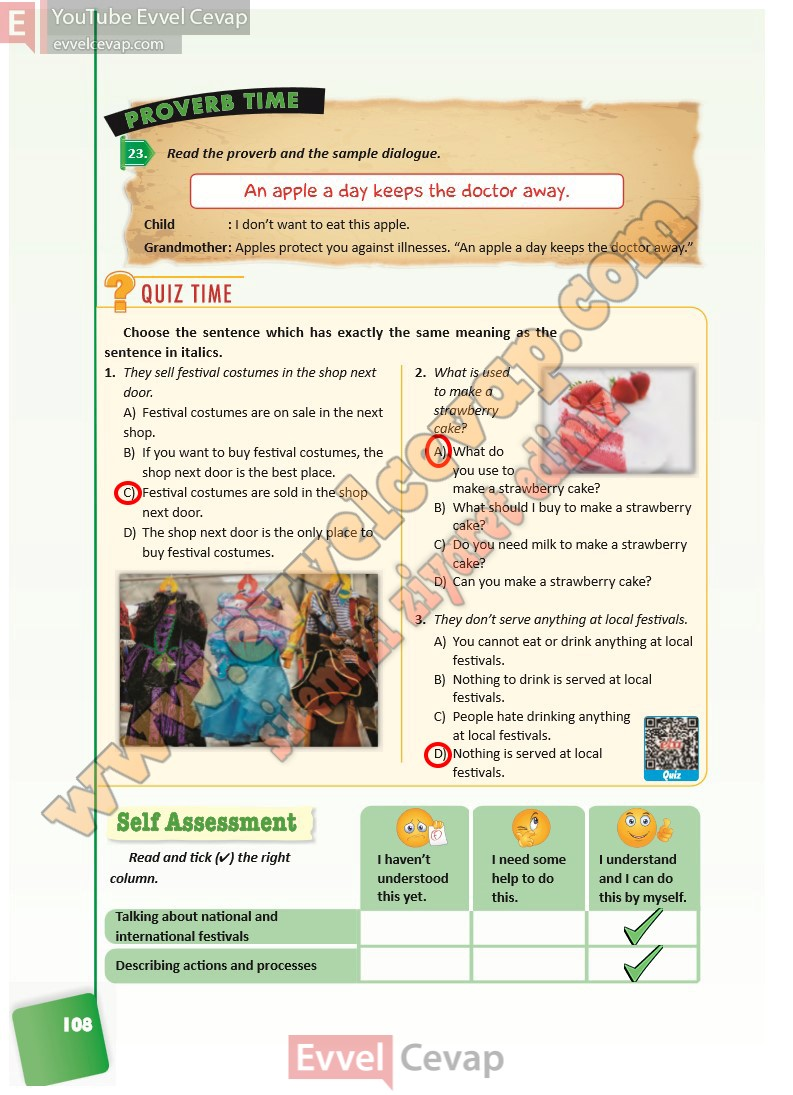 YouTube Evvel Cevap
evvelcevap.com
PROVERB TIME
23. Read the proverb and the sample dialogue.
An apple a day keeps the doctor away.
Child : I don't want to eat this apple.
Grandmother: Apples protect you against illnesses. “An apple a day keeps the doctor away.”
QUIZ TIME
Choose the sentence which has exactly the same meaning as the
sentence in italics.
1. They sell festival costumes in the shop next
door.
A) Festival costumes are on sale in the next
shop.
B) If you want to buy festival costumes, the
shop next door is the best place.
C) Festival costumes are sold in the shop
next door.
D) The shop next door is the only place to
buy festival costumes.
2. What is used
to make a
strawberry
cake?
A) What do
you use to
make a strawberry cake?
B) What should I buy to make a strawberry
cake?
C) Do you need milk to make a strawberry
cake?
D) Can you make a strawberry cake?
3. They don't serve anything at local festivals.
A) You cannot eat or drink anything at local
festivals.
B) Nothing to drink is served at local
festivals.
C) People hate drinking anything
at local festivals.
D) Nothing is served at local
festivals.
Quiz
www.evvelcevap.com
sitemizi ziyaret ediniz
Self Assessment
Read and tick (✔) the right
column.
I haven't
understood
this yet.
I need some
help to do
this.
I understand
and I can do
this by myself.
Talking about national and
international festivals
Describing actions and processes
108
Evvel Cevap